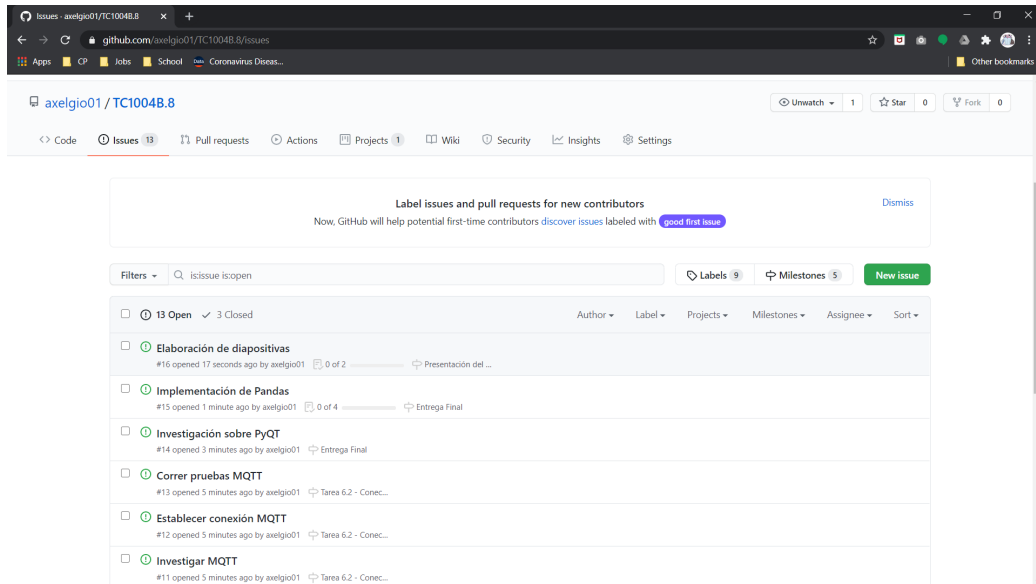 Issues · axelgio01/TC1004B.8
github.com/axelgio01/TC1004B.8/issues
Apps CP Jobs School Coronavirus Diseas... Other bookmarks
axelgio01 / TC1004B.8 Unwatch 1 Star 0 Fork 0
Code Issues 13 Pull requests Actions Projects 1 Wiki Security Insights Settings
Label issues and pull requests for new contributors Dismiss
Now, GitHub will help potential first-time contributors discover issues labeled with good first issue
Filters is:issue is:open Labels 9 Milestones 5 New issue
13 Open 3 Closed Author Label Projects Milestones Assignee Sort
Elaboración de diapositivas
#16 opened 17 seconds ago by axelgio01 0 of 2 Presentación del ...
Implementación de Pandas
#15 opened 1 minute ago by axelgio01 0 of 4 Entrega Final
Investigación sobre PyQT
#14 opened 3 minutes ago by axelgio01 Entrega Final
Correr pruebas MQTT
#13 opened 5 minutes ago by axelgio01 Tarea 6.2 - Conec...
Establecer conexión MQTT
#12 opened 5 minutes ago by axelgio01 Tarea 6.2 - Conec...
Investigar MQTT
#11 opened 5 minutes ago by axelgio01 Tarea 6.2 - Conec...